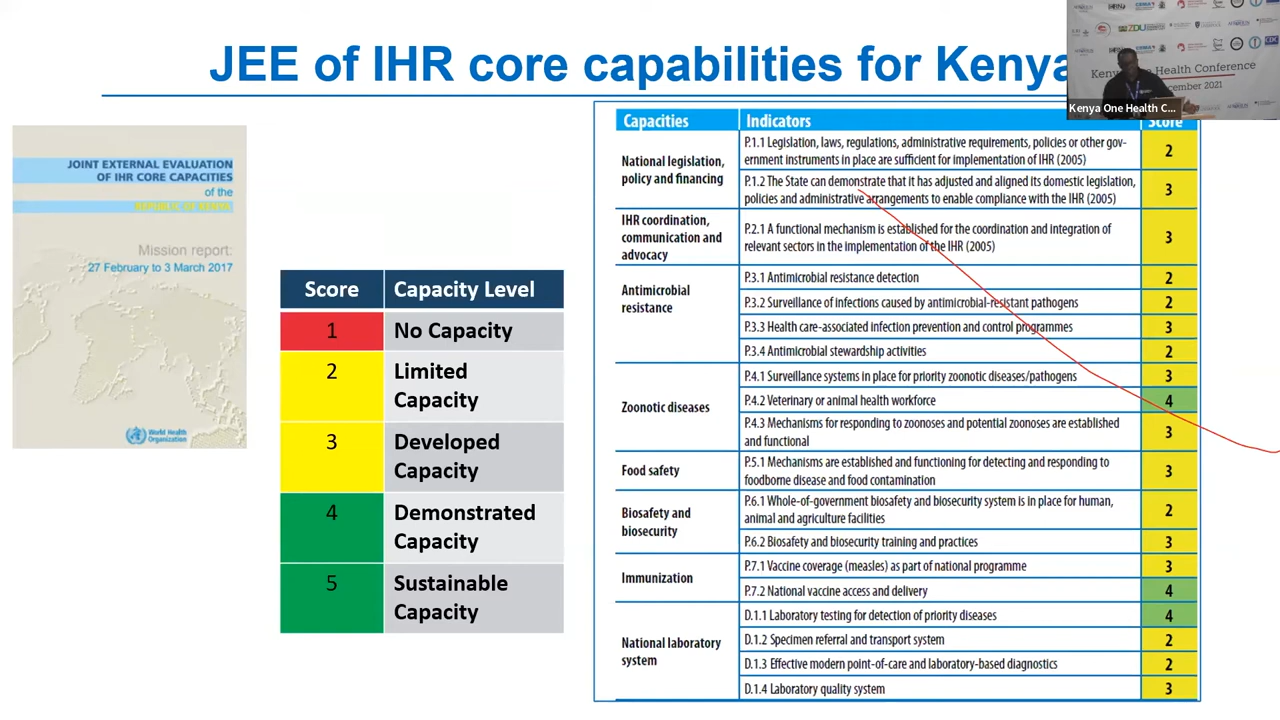 JEE of IHR core capabilities for Kenya
Kenya One Health Conference
Kenya One Health C...
JOINT EXTERNAL EVALUATION
OF IHR CORE CAPACITIES
of the
REPUBLIC OF KENYA
Mission report:
27 February to 3 March 2017
World Health
Organization
Score
Capacity Level
1
No Capacity
2
Limited
Capacity
3
Developed
Capacity
4
Demonstrated
Capacity
5
Sustainable
Capacity
Capacities
Indicators
Score
National legislation,
policy and financing
P.1.1 Legislation, laws, regulations, administrative requirements, policies or other gov-
ernment instruments in place are sufficient for implementation of IHR (2005)
2
P.1.2 The State can demonstrate that it has adjusted and aligned its domestic legislation,
policies and administrative arrangements to enable compliance with the IHR (2005)
3
IHR coordination,
communication and
advocacy
P.2.1 A functional mechanism is established for the coordination and integration of
relevant sectors in the implementation of the IHR (2005)
3
Antimicrobial
resistance
P.3.1 Antimicrobial resistance detection
2
P.3.2 Surveillance of infections caused by antimicrobial-resistant pathogens
2
P.3.3 Health care-associated infection prevention and control programmes
3
P.3.4 Antimicrobial stewardship activities
2
Zoonotic diseases
P.4.1 Surveillance systems in place for priority zoonotic diseases/pathogens
3
P.4.2 Veterinary or animal health workforce
4
P.4.3 Mechanisms for responding to zoonoses and potential zoonoses are established
and functional
3
Food safety
P.5.1 Mechanisms are established and functioning for detecting and responding to
foodborne disease and food contamination
3
Biosafety and
biosecurity
P.6.1 Whole-of-government biosafety and biosecurity system is in place for human,
animal and agriculture facilities
2
P.6.2 Biosafety and biosecurity training and practices
3
Immunization
P.7.1 Vaccine coverage (measles) as part of national programme
3
P.7.2 National vaccine access and delivery
4
National laboratory
system
D.1.1 Laboratory testing for detection of priority diseases
4
D.1.2 Specimen referral and transport system
2
D.1.3 Effective modern point-of-care and laboratory-based diagnostics
2
D.1.4 Laboratory quality system
3